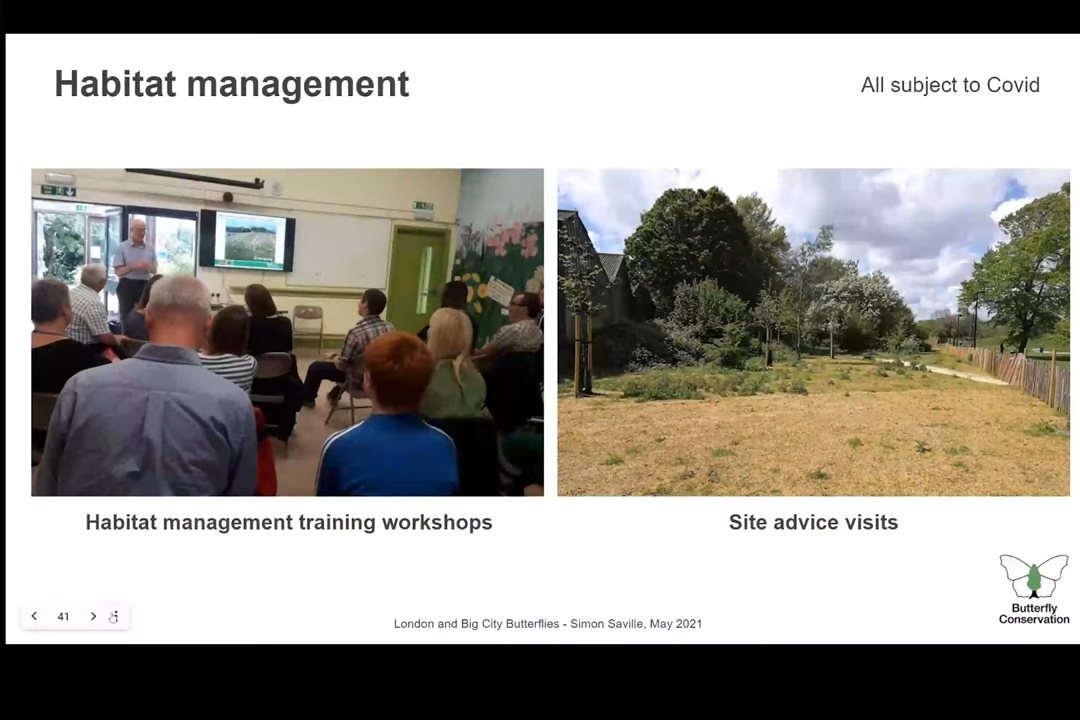 Habitat management
All subject to Covid
Habitat management training workshops
Site advice visits
Butterfly
Conservation
41
London and Big City Butterflies - Simon Saville, May 2021